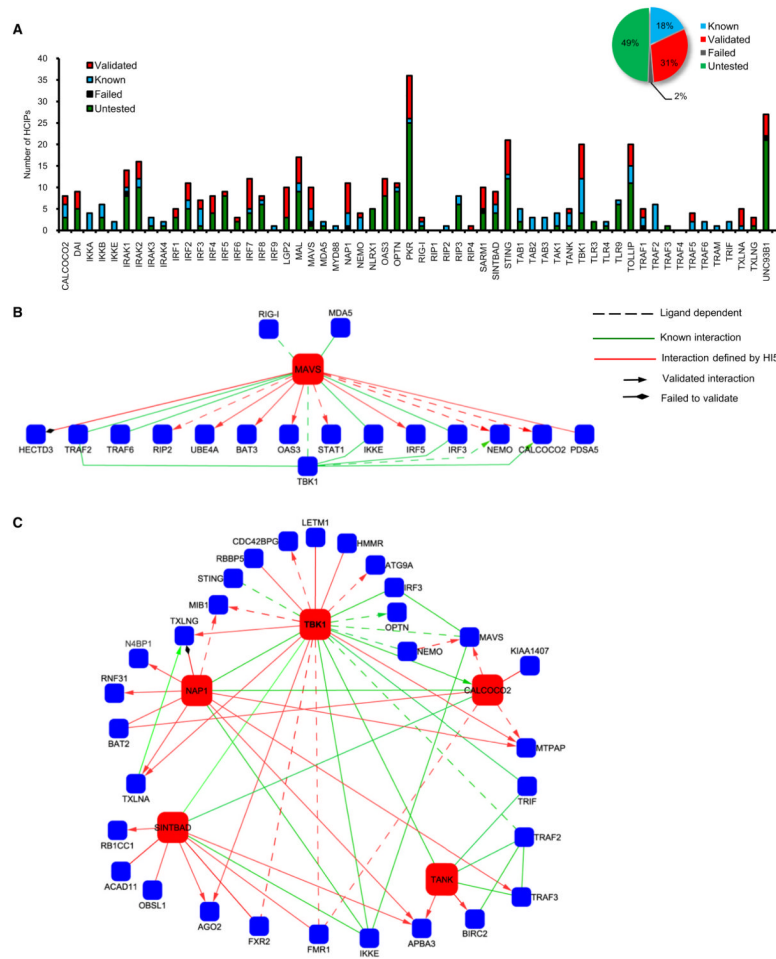 A
49%
18%
31%
2%
Known
Validated
Failed
Untested
Number of HCIPs
40
35
30
25
20
15
10
5
0
Validated
Known
Failed
Untested
CALCOCO2
DAI
IKKA
IKKB
IKKE
IRAK1
IRAK2
IRAK3
IRAK4
IRF1
IRF2
IRF3
IRF4
IRF5
IRF6
IRF7
IRF8
IRF9
LGP2
MAL
MAVS
MDA5
MYD88
NAP1
NEMO
NLRX1
OAS3
OPTN
PKR
RIG-I
RIP1
RIP2
RIP3
RIP4
SARM1
SINTBAD
STING
TAB1
TAB2
TAB3
TAK1
TANK
TBK1
TLR3
TLR4
TLR9
TOLLIP
TRAF1
TRAF2
TRAF3
TRAF4
TRAF5
TRAF6
TRAM
TRIF
TXLNA
TXLNG
UNC93B1
B
RIG-I
MDA5
MAVS
HECTD3
TRAF2
TRAF6
RIP2
UBE4A
BAT3
OAS3
STAT1
IKKE
IRF5
IRF3
NEMO
CALCOCO2
PDSA5
TBK1
Ligand dependent
Known interaction
Interaction defined by HI5
Validated interaction
Failed to validate
C
LETM1
CDC42BPG
HMMR
RBBP5
ATG9A
STING
IRF3
MIB1
OPTN
TXLNG
TBK1
MAVS
NEMO
N4BP1
KIAA1407
RNF31
NAP1
CALCOCO2
BAT2
MTPAP
TXLNA
TRIF
SINTBAD
RB1CC1
TRAF2
ACAD11
TANK
OBSL1
TRAF3
AGO2
BIRC2
FXR2
FMR1
IKKE
APBA3